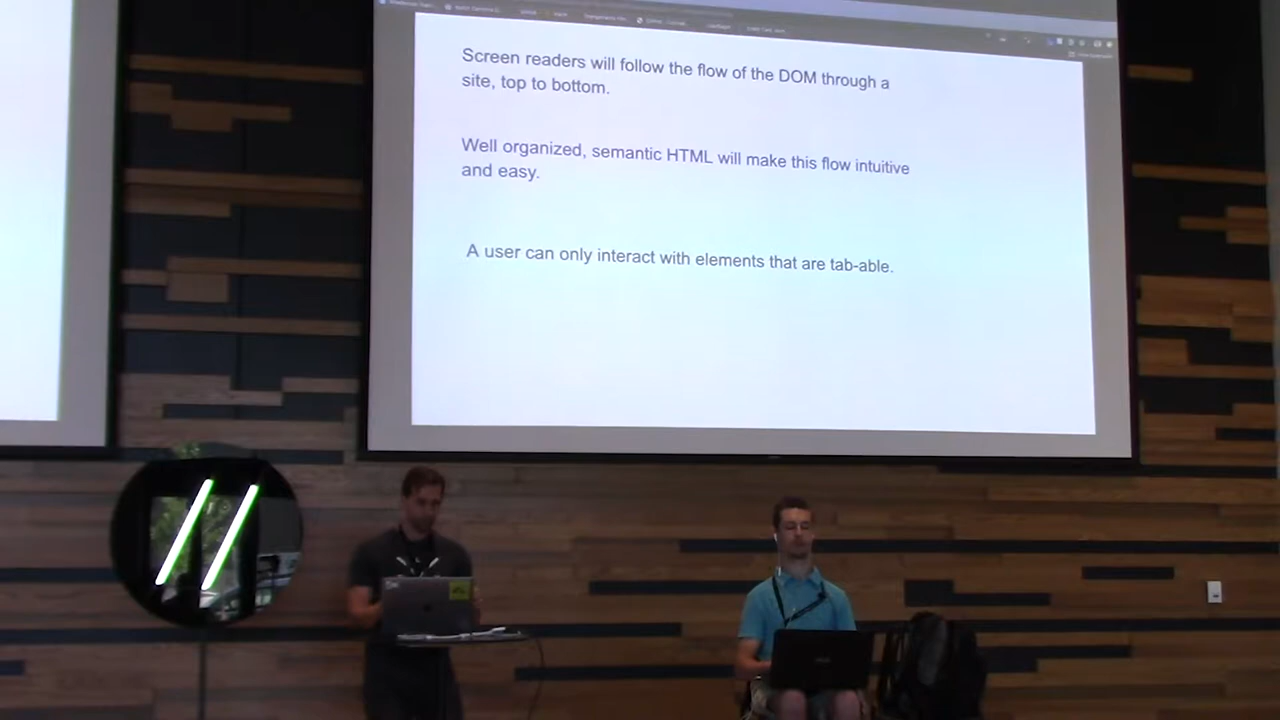 Screen readers will follow the flow of the DOM through a
site, top to bottom.
Well organized, semantic HTML will make this flow intuitive
and easy.
A user can only interact with elements that are tab-able.